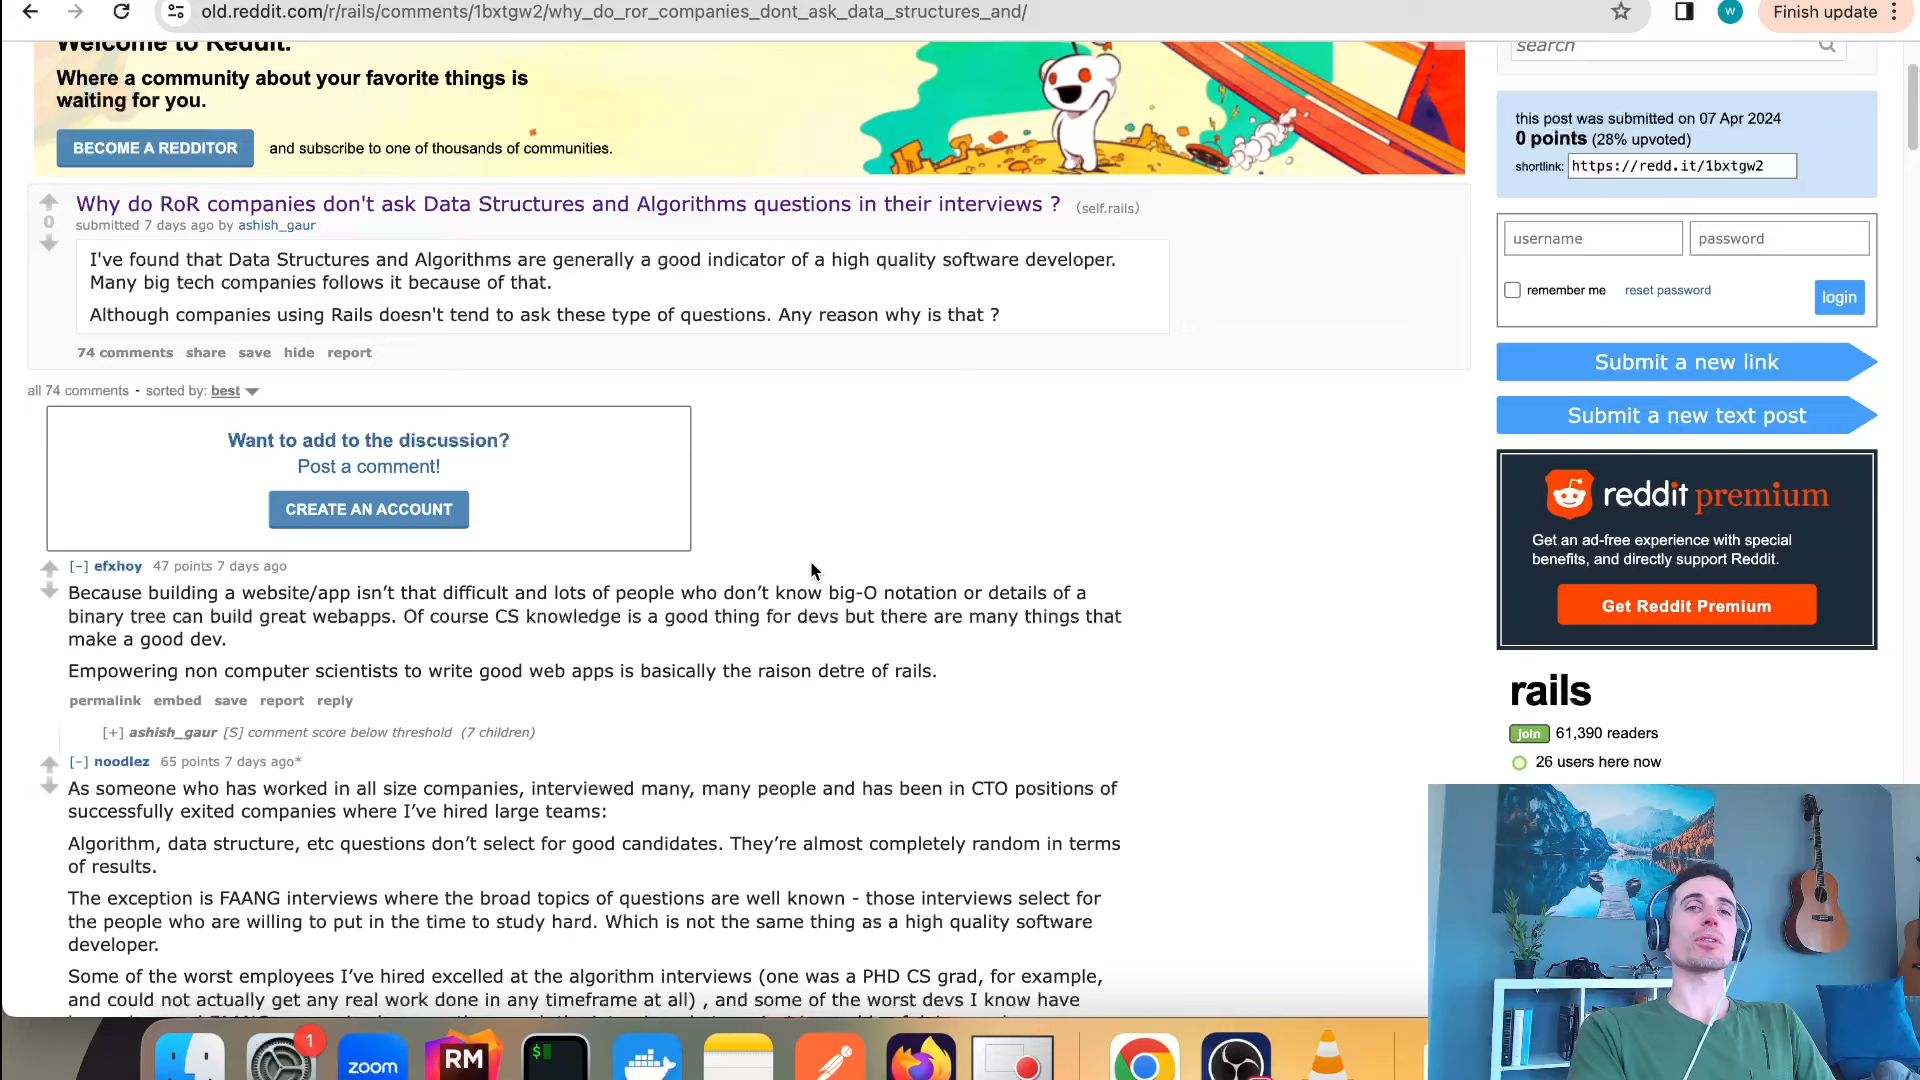 old.reddit.com/r/rails/comments/1bxtgw2/why_do_ror_companies_dont_ask_data_structures_and/
W
Finish update
Welcome to Reddit.
Where a community about your favorite things is
waiting for you.
BECOME A REDDITOR
and subscribe to one of thousands of communities.
search
this post was submitted on 07 Apr 2024
0 points (28% upvoted)
shortlink: https://redd.it/1bxtgw2
Why do RoR companies don't ask Data Structures and Algorithms questions in their interviews ? (self.rails)
0
submitted 7 days ago by ashish_gaur
I've found that Data Structures and Algorithms are generally a good indicator of a high quality software developer.
Many big tech companies follows it because of that.
Although companies using Rails doesn't tend to ask these type of questions. Any reason why is that ?
74 comments share save hide report
username
password
remember me
reset password
login
Submit a new link
Submit a new text post
all 74 comments - sorted by: best
Want to add to the discussion?
Post a comment!
CREATE AN ACCOUNT
reddit premium
Get an ad-free experience with special
benefits, and directly support Reddit.
Get Reddit Premium
rails
join 61,390 readers
26 users here now
[–] efxhoy 47 points 7 days ago
Because building a website/app isn’t that difficult and lots of people who don’t know big-O notation or details of a
binary tree can build great webapps. Of course CS knowledge is a good thing for devs but there are many things that
make a good dev.
Empowering non computer scientists to write good web apps is basically the raison detre of rails.
permalink embed save report reply
[+] ashish_gaur [S] comment score below threshold (7 children)
[–] noodlez 65 points 7 days ago*
As someone who has worked in all size companies, interviewed many, many people and has been in CTO positions of
successfully exited companies where I’ve hired large teams:
Algorithm, data structure, etc questions don’t select for good candidates. They’re almost completely random in terms
of results.
The exception is FAANG interviews where the broad topics of questions are well known - those interviews select for
the people who are willing to put in the time to study hard. Which is not the same thing as a high quality software
developer.
Some of the worst employees I’ve hired excelled at the algorithm interviews (one was a PHD CS grad, for example,
and could not actually get any real work done in any timeframe at all) , and some of the worst devs I know have
1
zoom
RM
$